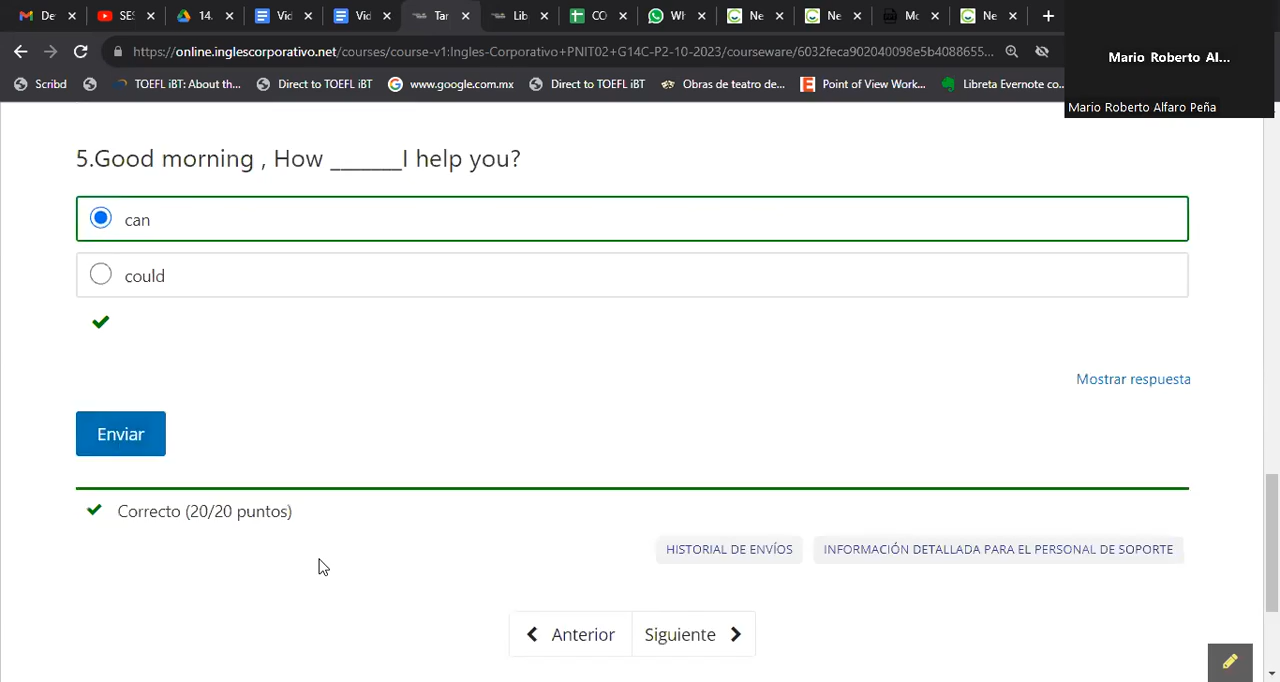 De
SES
14.
Vid
Vid
Tar
Lib
CO
Wh
Ne
Ne
Mc
Ne
https://online.inglescorporativo.net/courses/course-v1:Ingles-Corporativo+PNIT02+G14C-P2-10-2023/courseware/6032feca902040098e5b4088655...
Scribd
TOEFL iBT: About th...
Direct to TOEFL iBT
www.google.com.mx
Direct to TOEFL iBT
Obras de teatro de...
Point of View Work...
Libreta Evernote co...
Mario Roberto Al...
Mario Roberto Alfaro Peña
5.Good morning , How ______I help you?
can
could
Mostrar respuesta
Enviar
Correcto (20/20 puntos)
HISTORIAL DE ENVÍOS
INFORMACIÓN DETALLADA PARA EL PERSONAL DE SOPORTE
Anterior
Siguiente